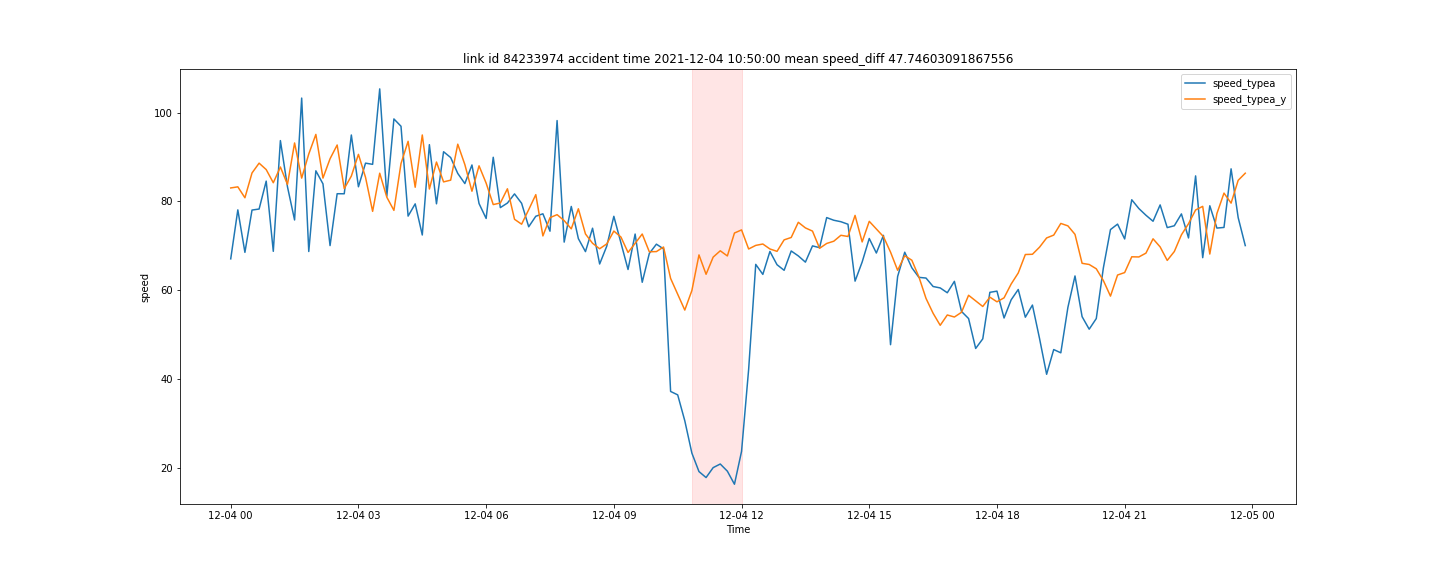 link id 84233974 accident time 2021-12-04 10:50:00 mean speed_diff 47.74603091867556
speed_typea
speed_typea_y
100
80
60
40
20
speed
12-04 00
12-04 03
12-04 06
12-04 09
12-04 12
12-04 15
12-04 18
12-04 21
12-05 00
Time